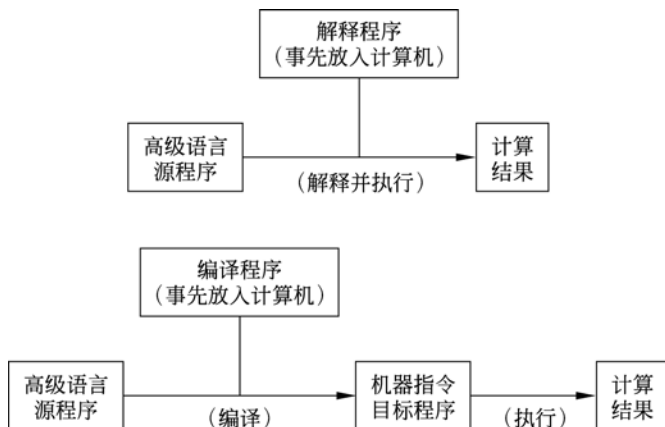 解释程序
（事先放入计算机）
高级语言
源程序
（解释并执行）
计算
结果
编译程序
（事先放入计算机）
高级语言
源程序
（编译）
机器指令
目标程序
（执行）
计算
结果